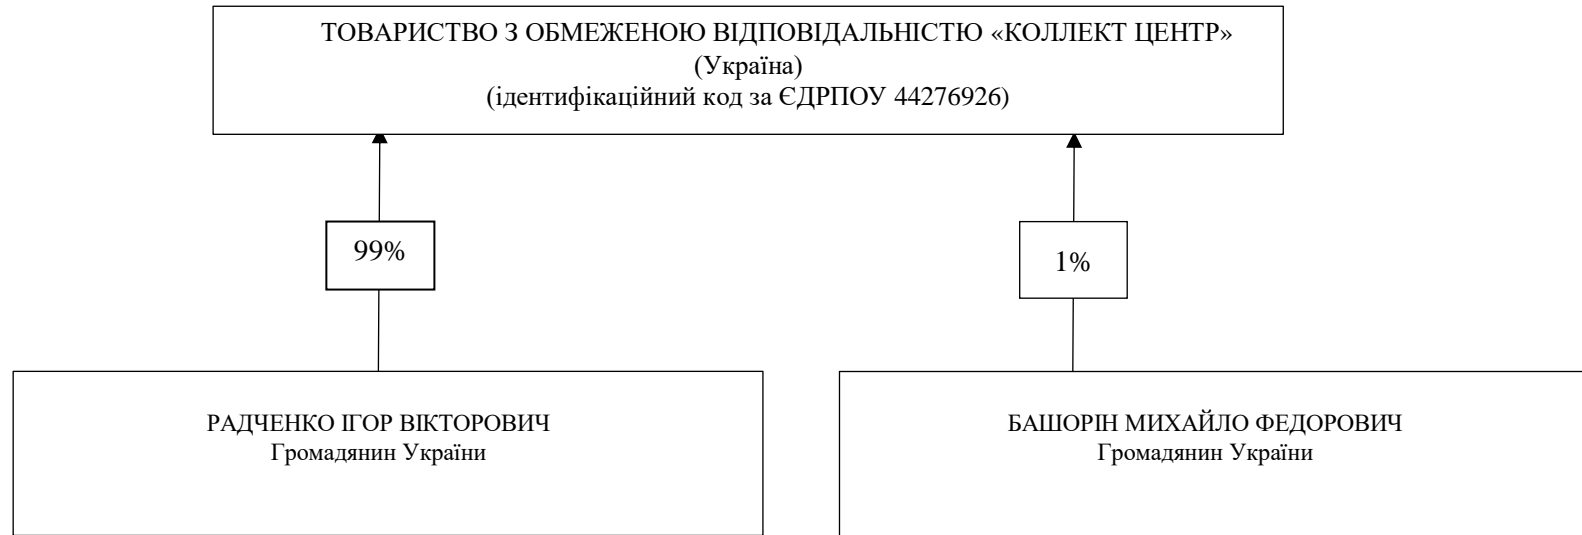 ТОВАРИСТВО З ОБМЕЖЕНОЮ ВІДПОВІДАЛЬНІСТЮ «КОЛЛЕКТ ЦЕНТР»
(Україна)
(ідентифікаційний код за ЄДРПОУ 44276926)
99%
1%
РАДЧЕНКО ІГОР ВІКТОРОВИЧ
Громадянин України
БАШОРІН МИХАЙЛО ФЕДОРОВИЧ
Громадянин України